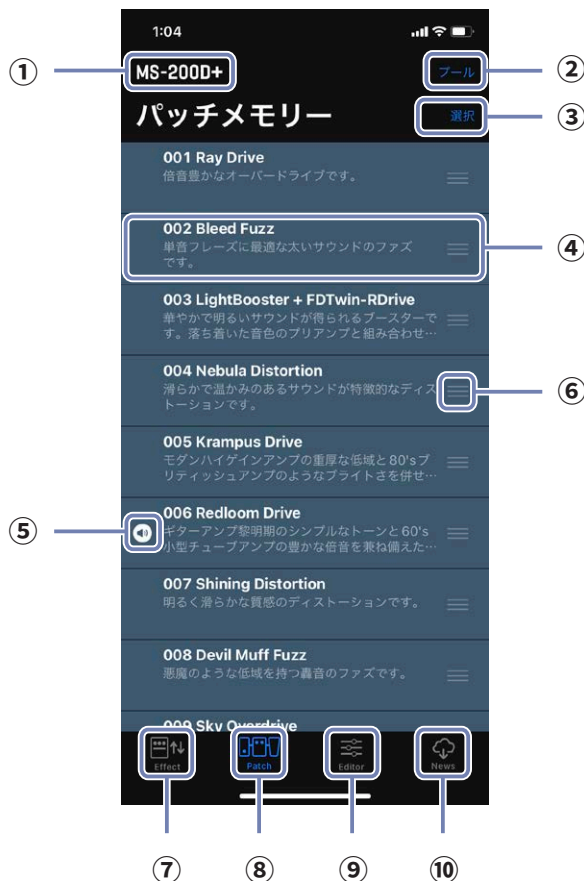 1:04
① MS-200D+ プール ②
パッチメモリー 選択 ③
001 Ray Drive
倍音豊かなオーバードライブです。
002 Bleed Fuzz
単音フレーズに最適な太いサウンドのファズ
です。
④
003 LightBooster + FDTwin-RDrive
華やかで明るいサウンドが得られるブースターで
す。落ち着いた音色のプリアンプと組み合わせ…
004 Nebula Distortion
滑らかで温かみのあるサウンドが特徴的なディス
トーションです。
⑥
005 Krampus Drive
モダンハイゲインアンプの重厚な低域と80'sブ
リティッシュアンプのようなブライトさを併せ…
⑤
006 Redloom Drive
ギターアンプ黎明期のシンプルなトーンと60's
小型チューブアンプの豊かな倍音を兼ね備えた…
007 Shining Distortion
明るく滑らかな質感のディストーションです。
008 Devil Muff Fuzz
悪魔のような低域を持つ轟音のファズです。
009 Sky Overdrive
Effect Patch Editor News
⑦ ⑧ ⑨ ⑩